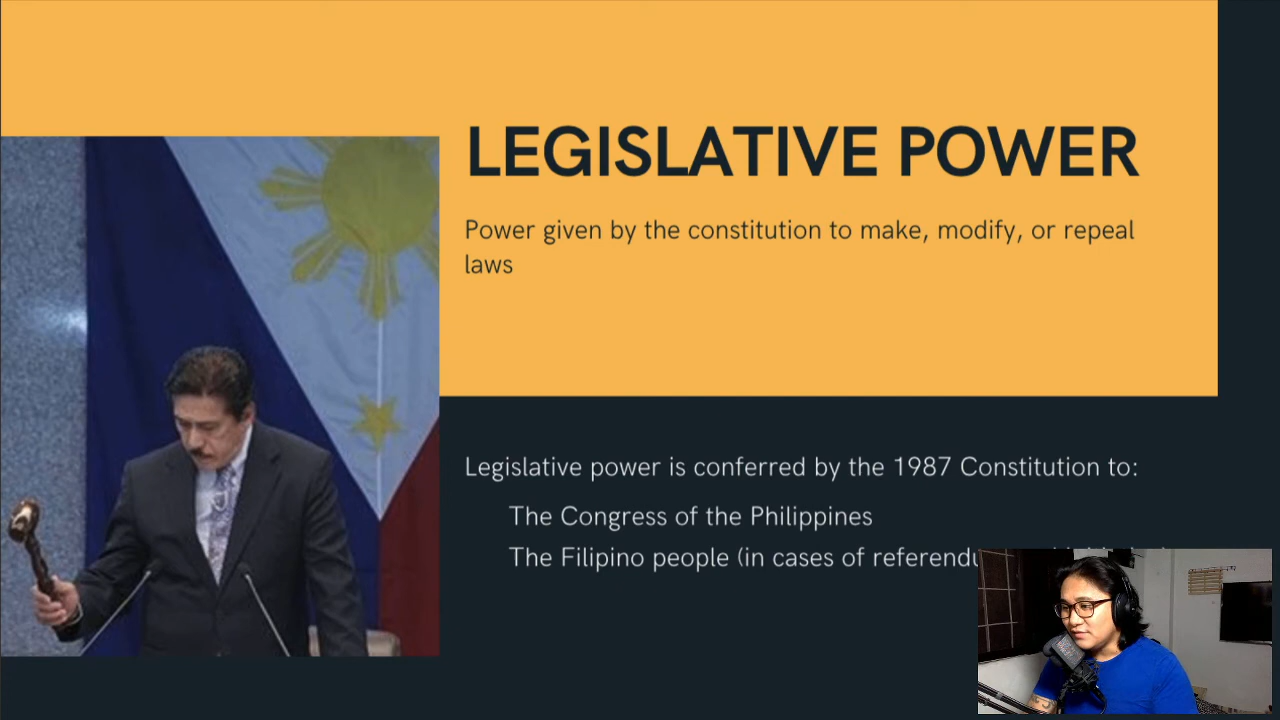 LEGISLATIVE POWER
Power given by the constitution to make, modify, or repeal
laws
Legislative power is conferred by the 1987 Constitution to:
The Congress of the Philippines
The Filipino people (in cases of